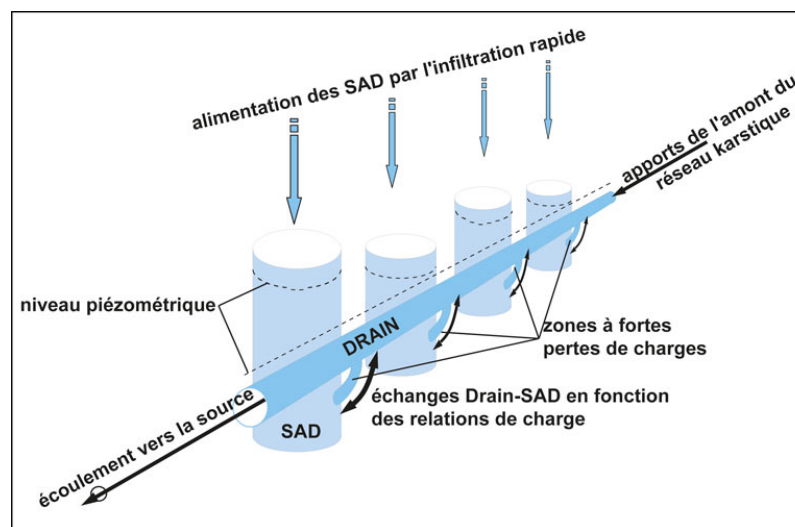 alimentation des SAD par l'infiltration rapide
apports de l'amont du
réseau karstique
niveau piézométrique
DRAIN
zones à fortes
pertes de charges
échanges Drain-SAD en fonction
des relations de charge
SAD
écoulement vers la source